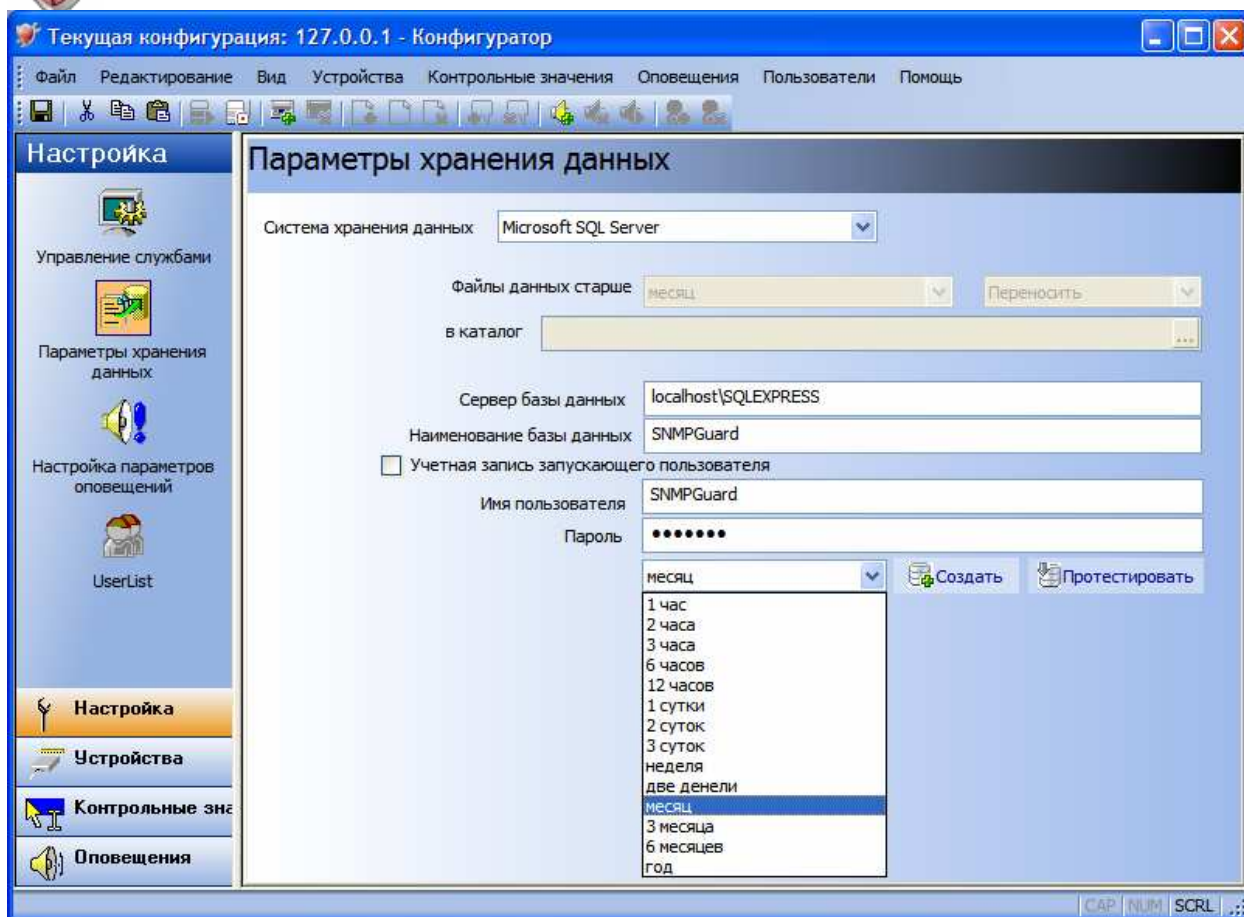 Текущая конфигурация: 127.0.0.1 - Конфигуратор
Файл Редактирование Вид Устройства Контрольные значения Оповещения Пользователи Помощь
Настройка
Параметры хранения данных
Управление службами
Параметры хранения
данных
Настройка параметров
оповещений
UserList
Система хранения данных Microsoft SQL Server
Файлы данных старше месяц Переносить
в каталог ...
Сервер базы данных localhost\SQLEXPRESS
Наименование базы данных SNMPGuard
Учетная запись запускающего пользователя
Имя пользователя SNMPGuard
Пароль •••••••
месяц Создать Протестировать
1 час
2 часа
3 часа
6 часов
12 часов
1 сутки
2 суток
3 суток
неделя
две денели
месяц
3 месяца
6 месяцев
год
Настройка
Устройства
Контрольные зна
Оповещения
CAP NUM SCRL